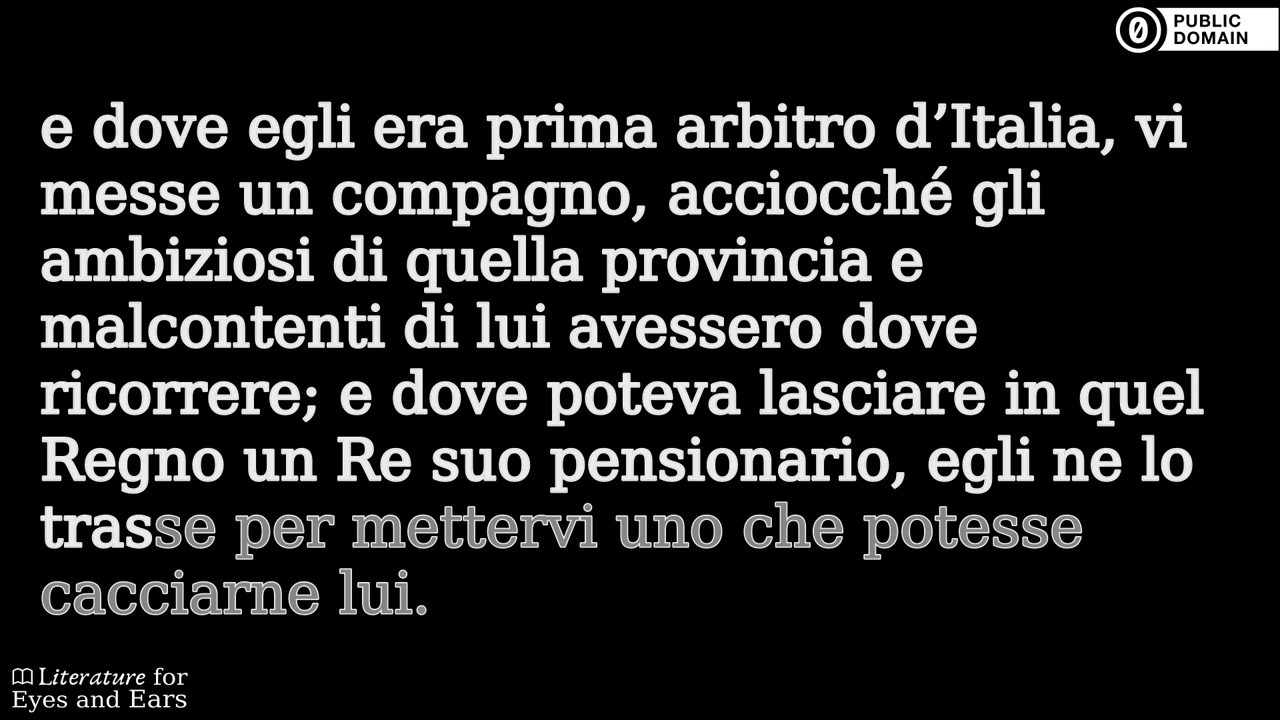 PUBLIC
DOMAIN
e dove egli era prima arbitro d’Italia, vi
messe un compagno, acciocché gli
ambiziosi di quella provincia e
malcontenti di lui avessero dove
ricorrere; e dove poteva lasciare in quel
Regno un Re suo pensionario, egli ne lo
trasse per mettervi uno che potesse
cacciarne lui.
Literature for
Eyes and Ears